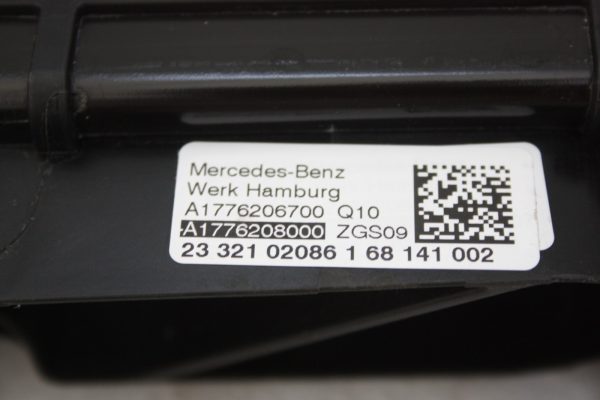 Mercedes-Benz
Werk Hamburg
A1776206700 Q10
A1776208000 ZGS09
23 321 02086 1 68 141 002